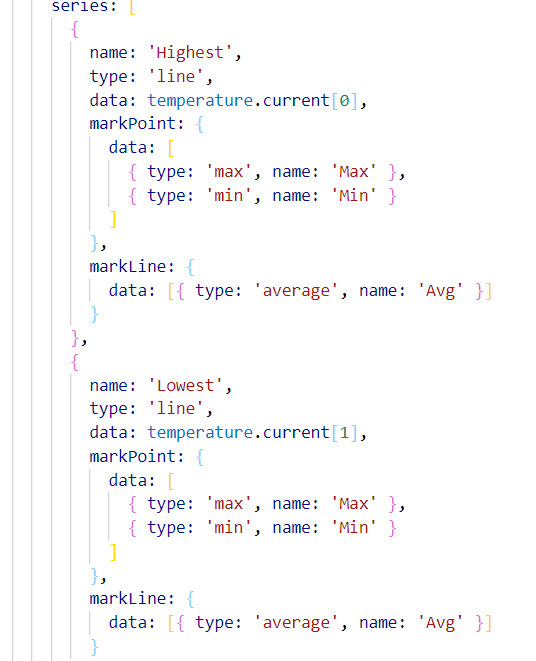 series: [
{
name: 'Highest',
type: 'line',
data: temperature.current[0],
markPoint: {
data: [
{ type: 'max', name: 'Max' },
{ type: 'min', name: 'Min' }
]
},
markLine: {
data: [{ type: 'average', name: 'Avg' }]
}
},
{
name: 'Lowest',
type: 'line',
data: temperature.current[1],
markPoint: {
data: [
{ type: 'max', name: 'Max' },
{ type: 'min', name: 'Min' }
]
},
markLine: {
data: [{ type: 'average', name: 'Avg' }]
}